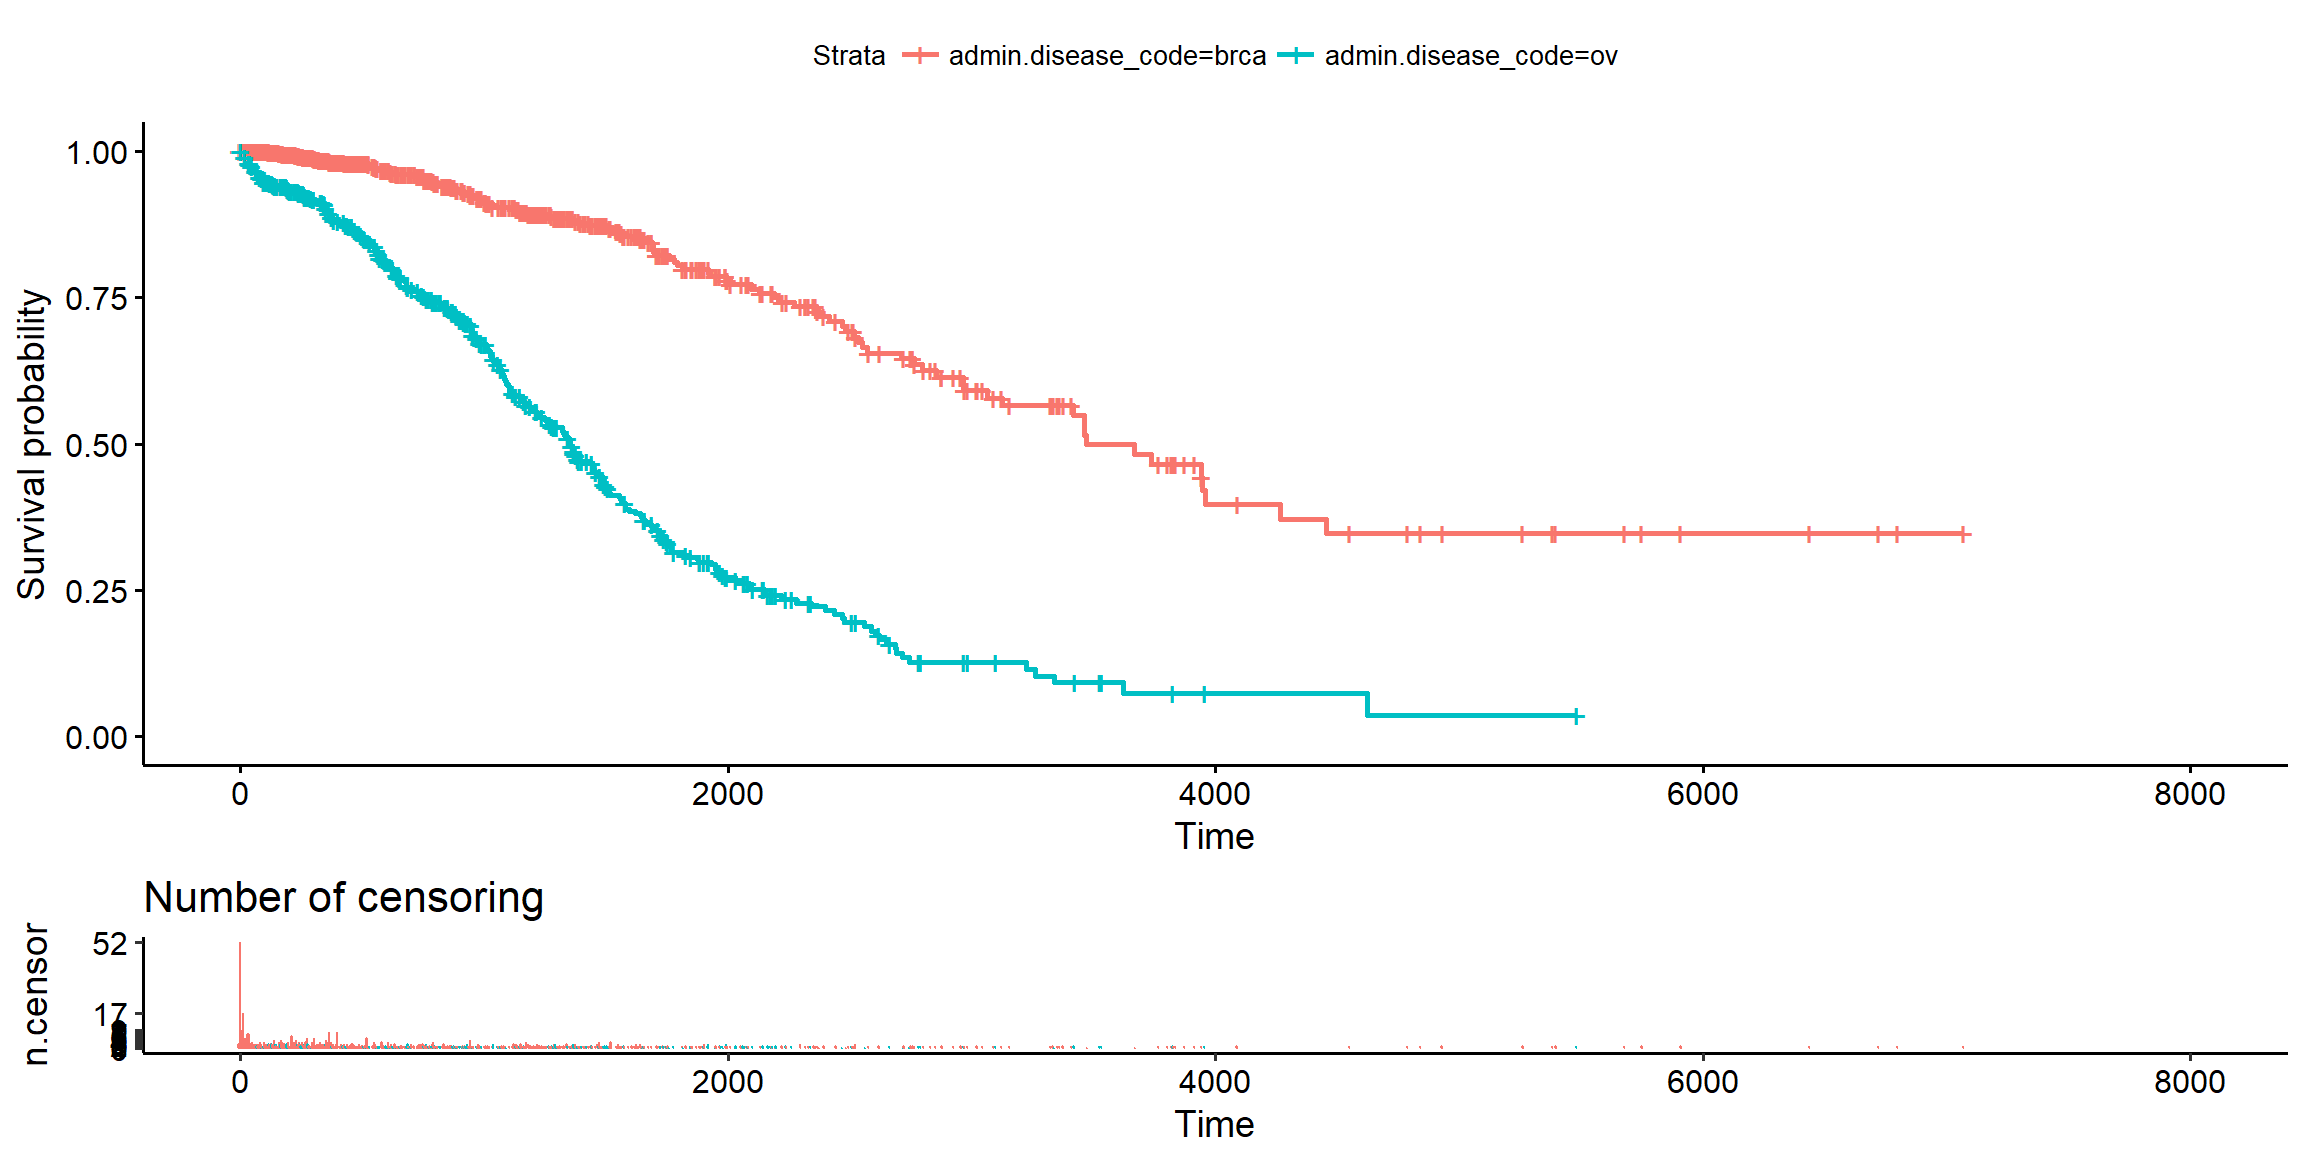 Strata admin.disease_code=brca admin.disease_code=ov
Survival probability
1.00
0.75
0.50
0.25
0.00
0 2000 4000 6000 8000
Time
Number of censoring
n.censor
52
17
0 2000 4000 6000 8000
Time